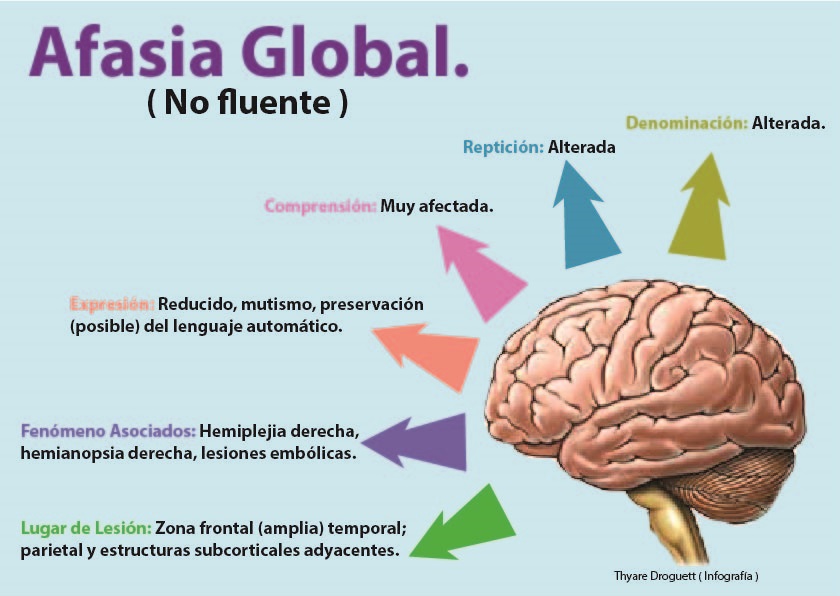 Afasia Global.
( No fluente )
Denominación: Alterada.
Reptición: Alterada
Comprensión: Muy afectada.
Expresión: Reducido, mutismo, preservación
(posible) del lenguaje automático.
Fenómeno Asociados: Hemiplejia derecha,
hemianopsia derecha, lesiones embólicas.
Lugar de Lesión: Zona frontal (amplia) temporal;
parietal y estructuras subcorticales adyacentes.
Thyare Droguett ( Infografía )